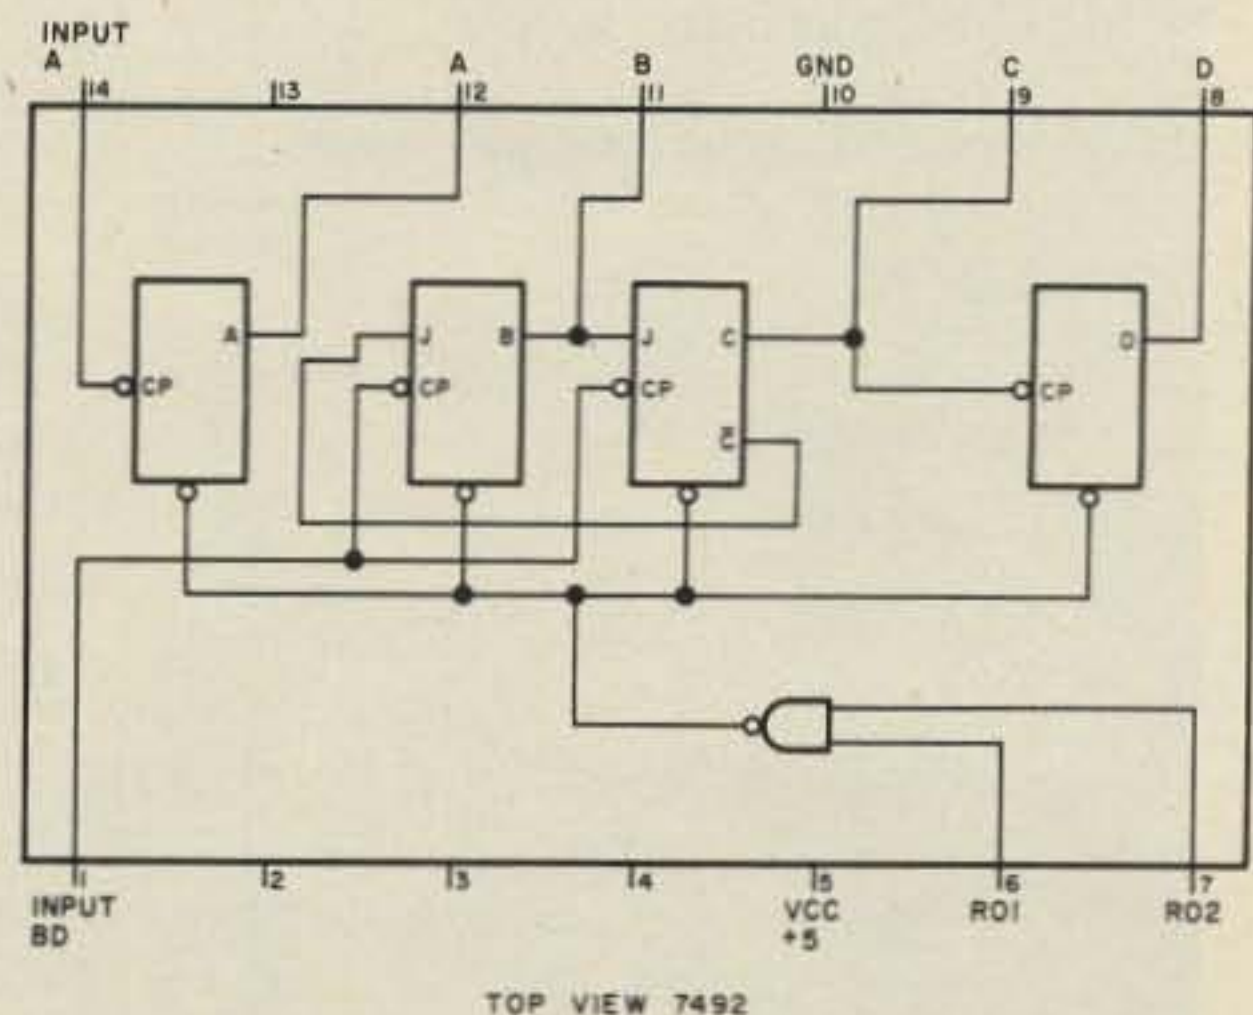 INPUT
A
A
B
GND
C
D
14
13
12
11
10
9
8
A
J
B
J
C
D
CP
CP
CP
CP
C̅
1
2
3
4
5
6
7
INPUT
BD
VCC
+5
RO1
RO2
TOP VIEW 7492